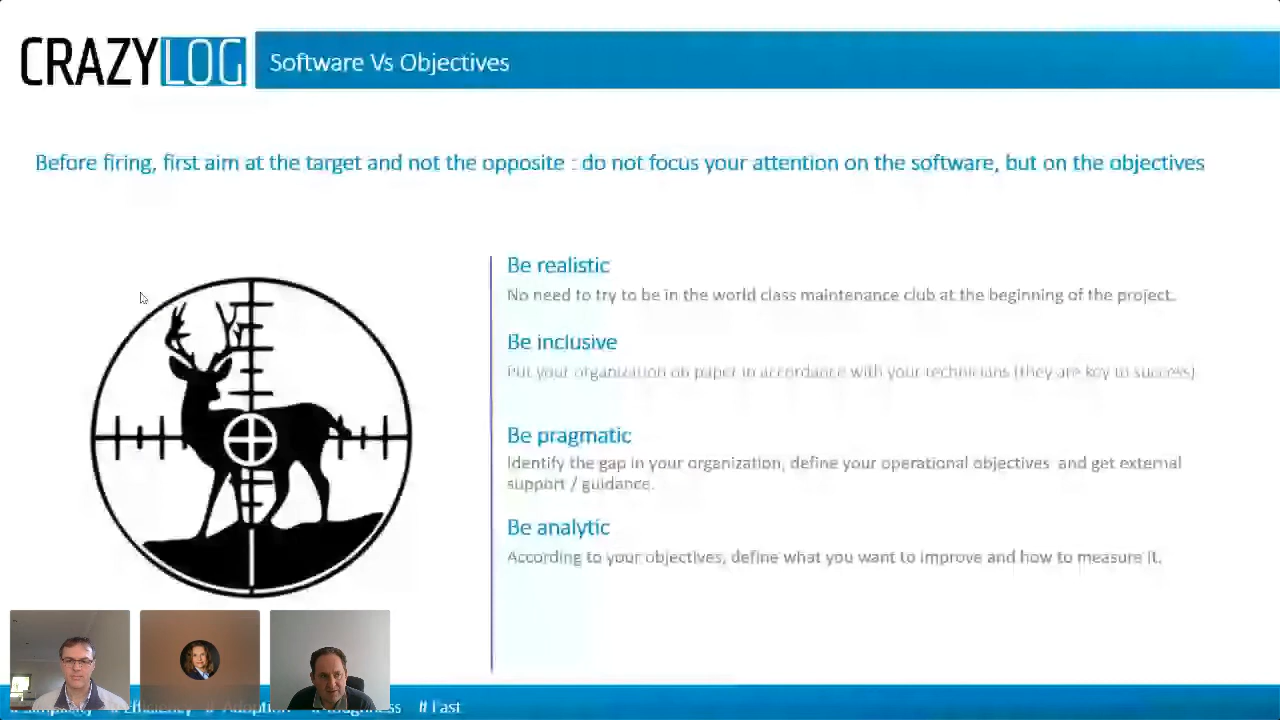 CRAZYLOG
Software Vs Objectives
Before firing, first aim at the target and not the opposite : do not focus your attention on the software, but on the objectives
Be realistic
No need to try to be in the world class maintenance club at the beginning of the project.
Be inclusive
Put your organization on paper in accordance with your technicians (they are key to success)
Be pragmatic
Identify the gap in your organization, define your operational objectives and get external
support / guidance.
Be analytic
According to your objectives, define what you want to improve and how to measure it.
# Fast